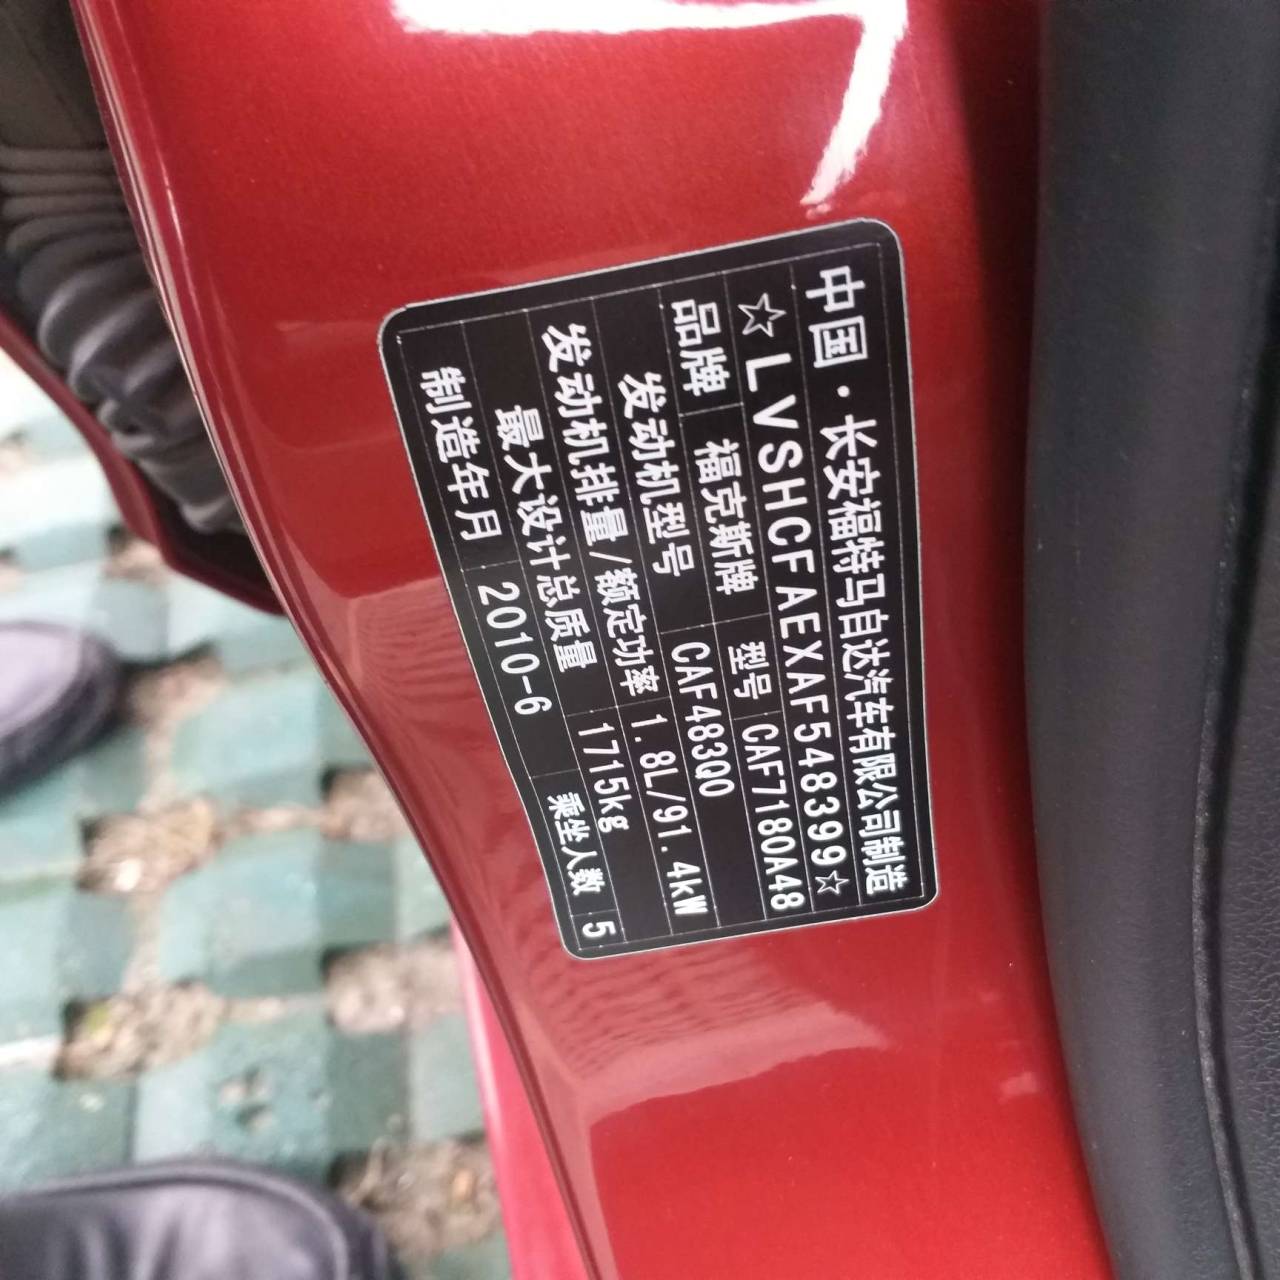 中国·长安福特马自达汽车有限公司制造
☆LVSHCFAEXAF548399☆
品牌 福克斯牌 型号 CAF7180A48
发动机型号 CAF483Q0
发动机排量/额定功率 1.8L/91.4kW
最大设计总质量 1715kg
制造年月 2010-6 乘坐人数 5